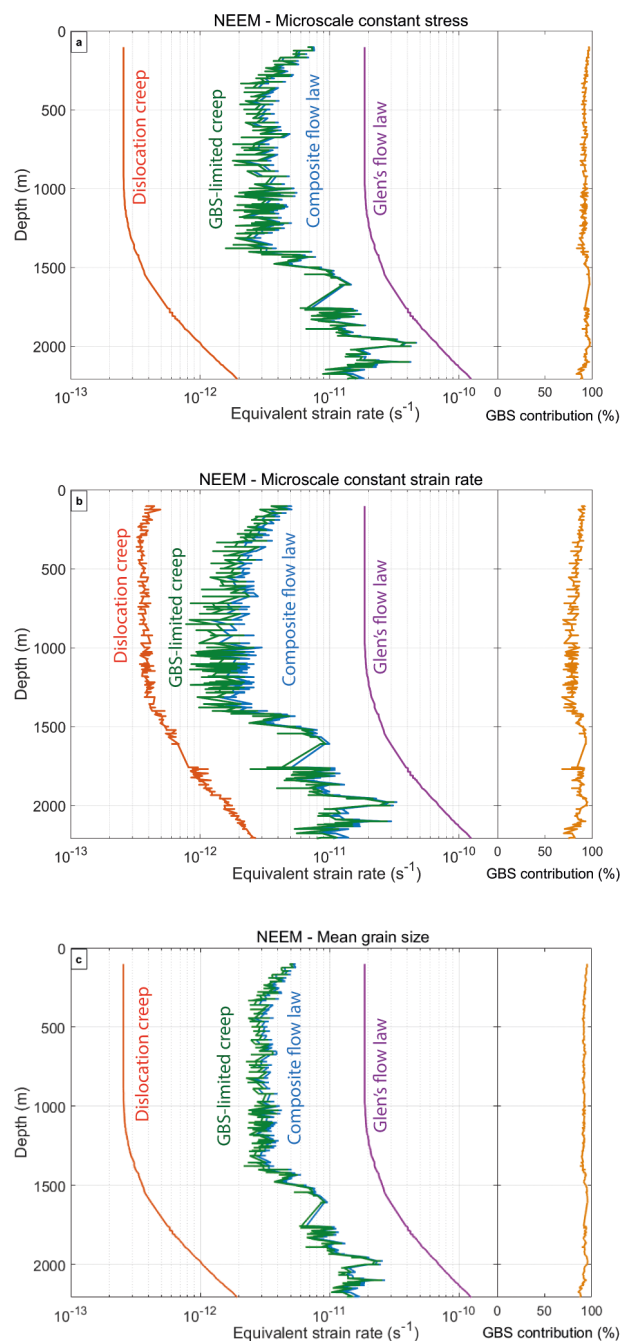 NEEM - Microscale constant stress
a
0
500
1000
1500
2000
Depth (m)
Dislocation creep
GBS-limited creep
Composite flow law
Glen's flow law
10-13
10-12
10-11
10-10
0
50
100
Equivalent strain rate (s-1)
GBS contribution (%)
NEEM - Microscale constant strain rate
b
0
500
1000
1500
2000
Depth (m)
Dislocation creep
GBS-limited creep
Composite flow law
Glen's flow law
10-13
10-12
10-11
10-10
0
50
100
Equivalent strain rate (s-1)
GBS contribution (%)
NEEM - Mean grain size
c
0
500
1000
1500
2000
Depth (m)
Dislocation creep
GBS-limited creep
Composite flow law
Glen's flow law
10-13
10-12
10-11
10-10
0
50
100
Equivalent strain rate (s-1)
GBS contribution (%)